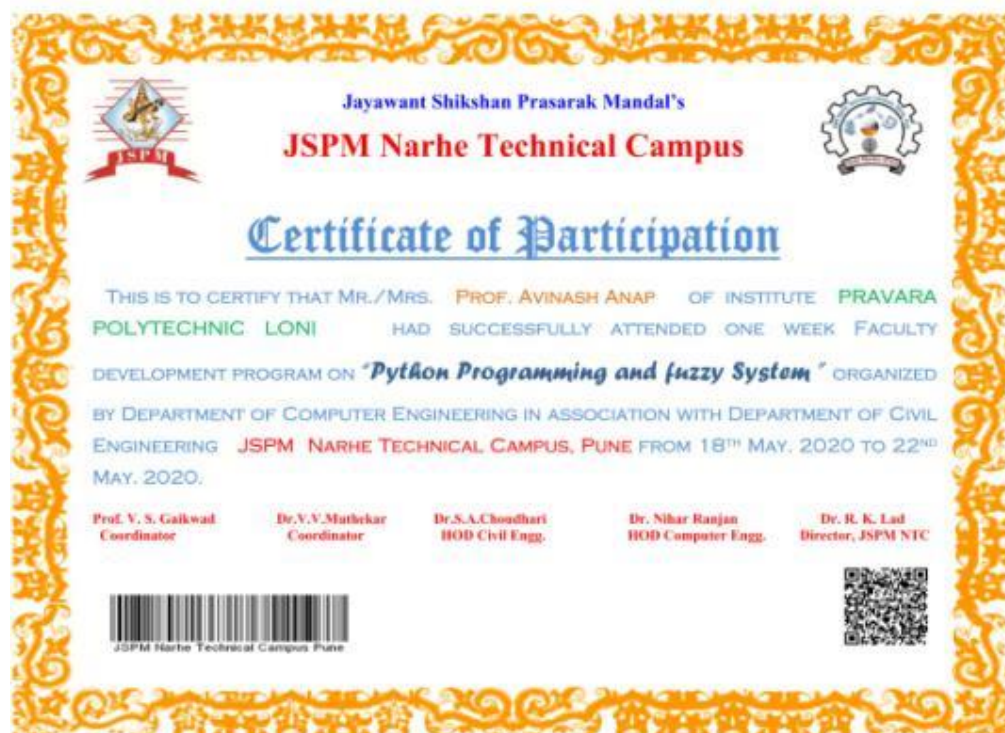 Jayawant Shikshan Prasarak Mandal's
JSPM Narhe Technical Campus
JSPM
Certificate of Participation
THIS IS TO CERTIFY THAT MR./MRS. PROF. AVINASH ANAP OF INSTITUTE PRAVARA
POLYTECHNIC LONI HAD SUCCESSFULLY ATTENDED ONE WEEK FACULTY
DEVELOPMENT PROGRAM ON "Python Programming and fuzzy System" ORGANIZED
BY DEPARTMENT OF COMPUTER ENGINEERING IN ASSOCIATION WITH DEPARTMENT OF CIVIL
ENGINEERING JSPM NARHE TECHNICAL CAMPUS, PUNE FROM 18TH MAY. 2020 TO 22ND
MAY. 2020.
Prof. V. S. Gaikwad Dr.V.V.Muthekar Dr.S.A.Choudhari Dr. Nihar Ranjan Dr. R. K. Lad
Coordinator Coordinator HOD Civil Engg. HOD Computer Engg. Director, JSPM NTC
JSPM Narhe Technical Campus Pune